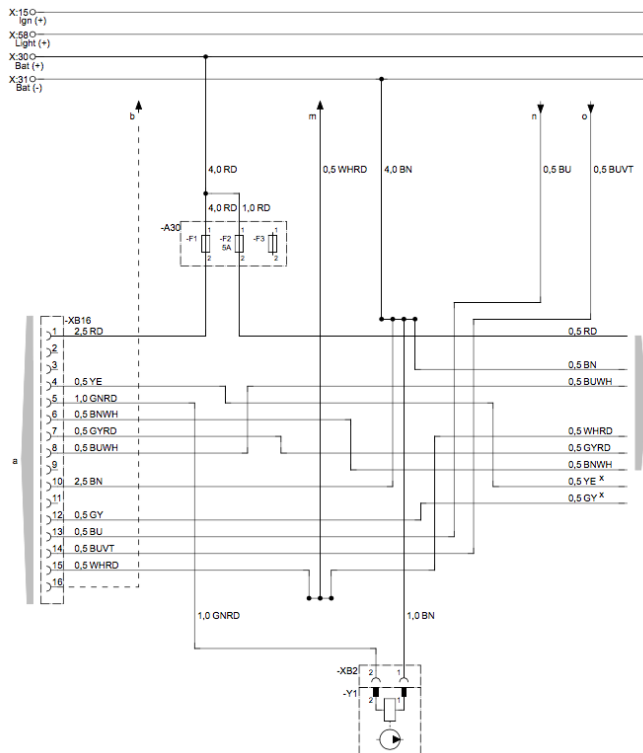 X:15
Ign (+)
X:58
Light (+)
X:30
Bat (+)
X:31
Bat (-)
b
m
n
o
4,0 RD
0,5 WHRD
4,0 BN
0,5 BU
0,5 BUVT
4,0 RD
1,0 RD
-A30
-F1
1
2
-F2
5A
1
2
-F3
1
2
-XB16
a
1
2,5 RD
0,5 RD
2
3
0,5 BN
4
0,5 YE
0,5 BUWH
5
1,0 GNRD
6
0,5 BNWH
7
0,5 GYRD
0,5 WHRD
8
0,5 BUWH
0,5 GYRD
9
0,5 BNWH
10
2,5 BN
0,5 YE x
11
0,5 GY x
12
0,5 GY
13
0,5 BU
14
0,5 BUVT
15
0,5 WHRD
16
1,0 GNRD
1,0 BN
-XB2
2
1
-Y1
2
1